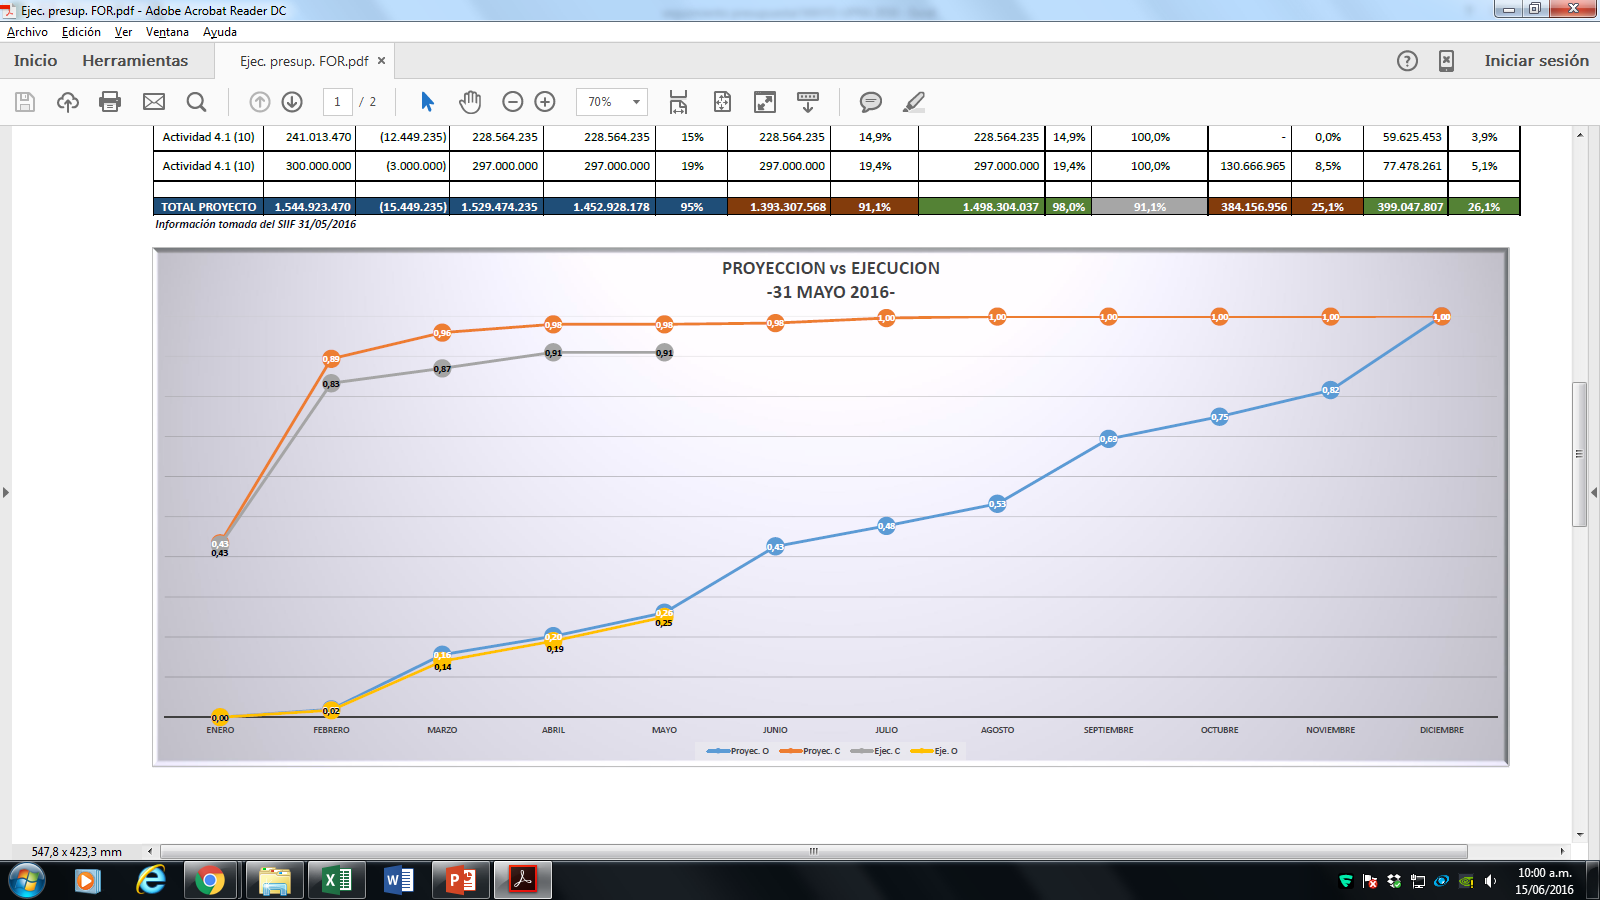 Ejec. presup. FOR.pdf - Adobe Acrobat Reader DC
Archivo Edición Ver Ventana Ayuda
Inicio Herramientas Ejec. presup. FOR.pdf × Iniciar sesión
1 / 2 70%
Actividad 4.1 (10) 241.013.470 (12.449.235) 228.564.235 228.564.235 15% 228.564.235 14,9% 228.564.235 14,9% 100,0% - 0,0% 59.625.453 3,9%
Actividad 4.1 (10) 300.000.000 (3.000.000) 297.000.000 297.000.000 19% 297.000.000 19,4% 297.000.000 19,4% 100,0% 130.666.965 8,5% 77.478.261 5,1%
TOTAL PROYECTO 1.544.923.470 (15.449.235) 1.529.474.235 1.452.928.178 95% 1.393.307.568 91,1% 1.498.304.037 98,0% 91,1% 384.156.956 25,1% 399.047.807 26,1%
Información tomada del SIIF 31/05/2016
PROYECCION vs EJECUCION
-31 MAYO 2016-
0,43 0,89 0,96 0,98 0,98 0,98 1,00 1,00 1,00 1,00 1,00 1,00
0,43 0,83 0,87 0,91 0,91
0,16 0,20 0,26 0,43 0,48 0,53 0,69 0,75 0,82
0,00 0,02 0,14 0,19 0,25
ENERO FEBRERO MARZO ABRIL MAYO JUNIO JULIO AGOSTO SEPTIEMBRE OCTUBRE NOVIEMBRE DICIEMBRE
Proyec. O Proyec. C Ejec. C Eje. O
547,8 x 423,3 mm
10:00 a.m.
15/06/2016